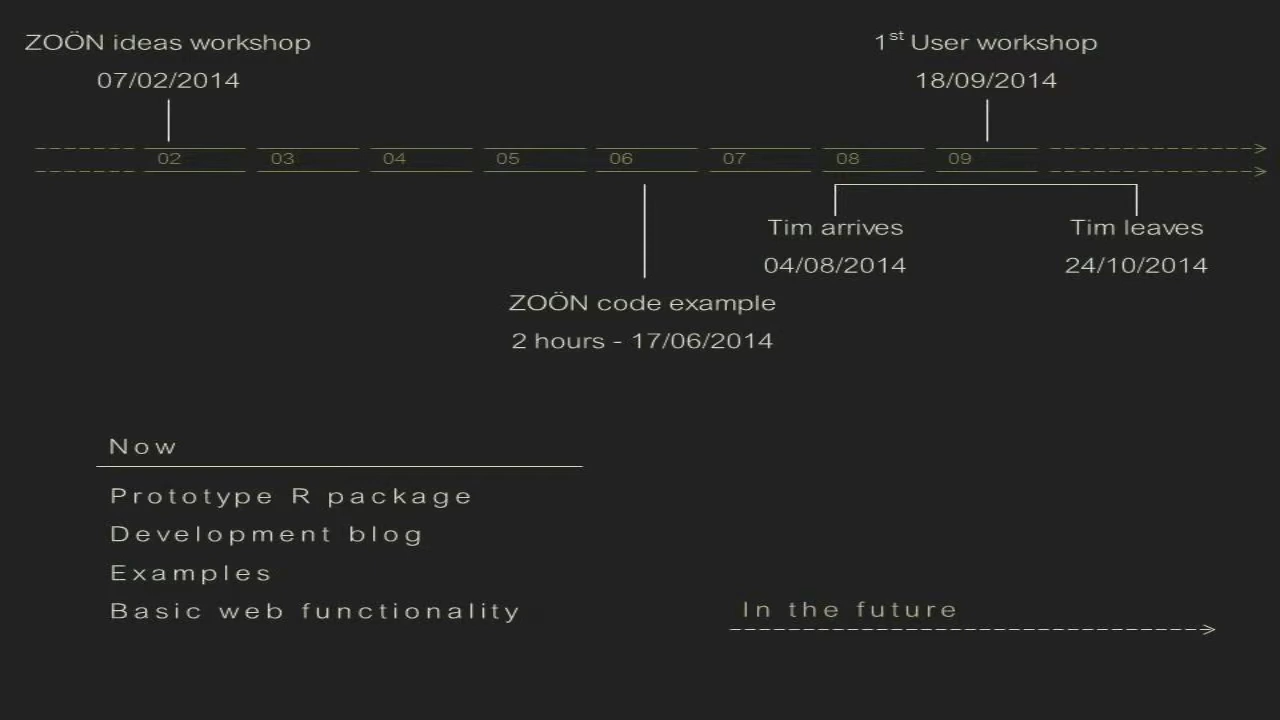 ZOÖN ideas workshop
07/02/2014
1st User workshop
18/09/2014
02 03 04 05 06 07 08 09
Tim arrives
04/08/2014
Tim leaves
24/10/2014
ZOÖN code example
2 hours - 17/06/2014
Now
Prototype R package
Development blog
Examples
Basic web functionality
In the future